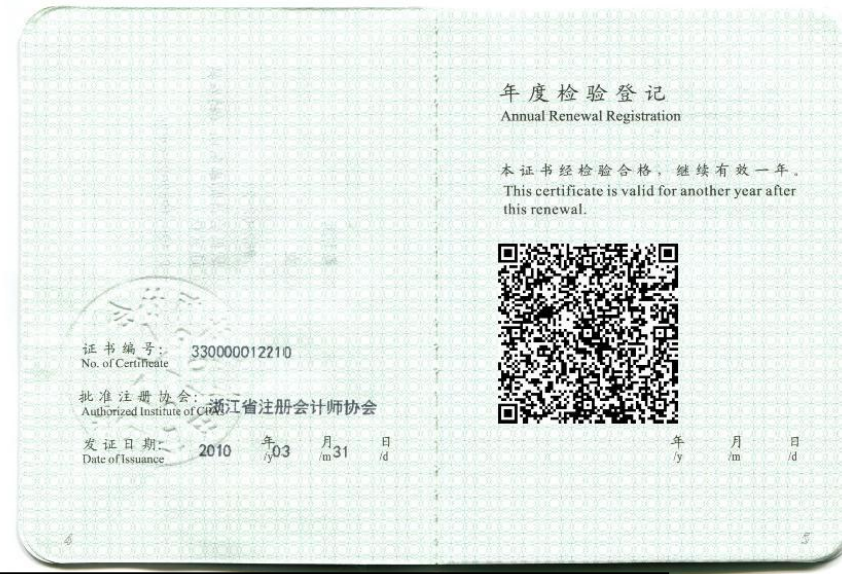 证书编号:
No. of Certificate
330000012210
批准注册协会:
Authorized Institute of CPA
浙江省注册会计师协会
发证日期:
Date of Issuance
2010 年 03 月 31 日
/y /m /d
4
年度检验登记
Annual Renewal Registration
本证书经检验合格，继续有效一年。
This certificate is valid for another year after
this renewal.
年 月 日
/y /m /d
5